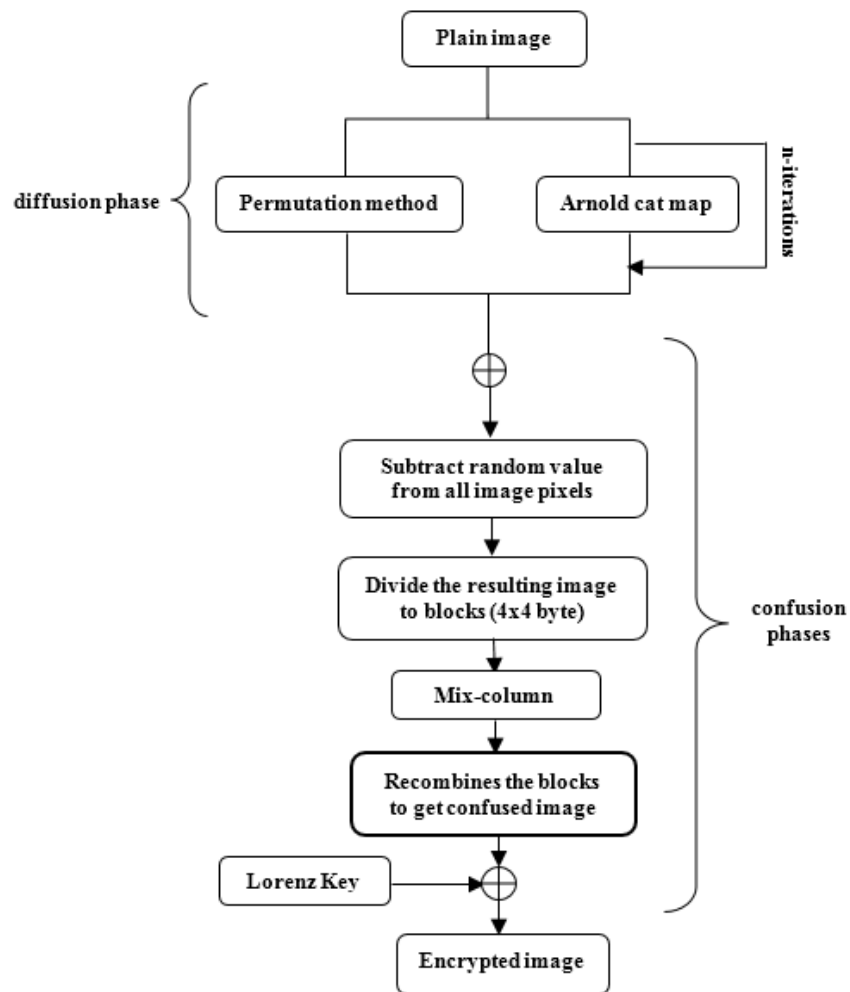 Plain image
diffusion phase
Permutation method
Arnold cat map
n-iterations
Subtract random value
from all image pixels
Divide the resulting image
to blocks (4x4 byte)
confusion
phases
Mix-column
Recombines the blocks
to get confused image
Lorenz Key
Encrypted image